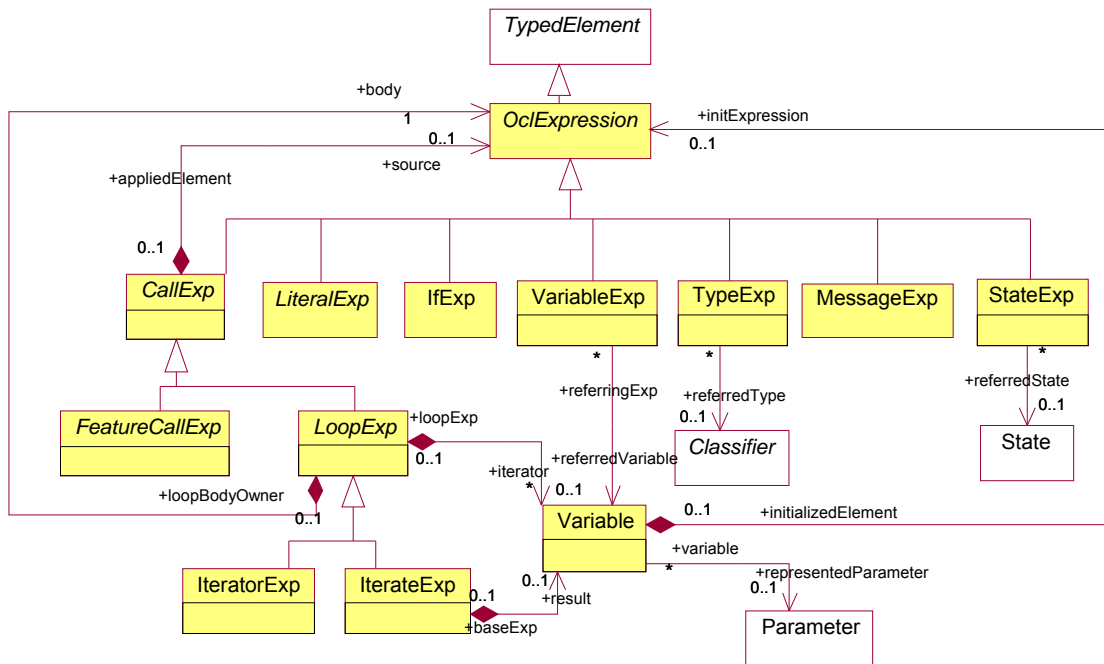 TypedElement
+body
1
OclExpression
+initExpression
0..1
0..1
+source
+appliedElement
0..1
CallExp
LiteralExp
IfExp
VariableExp
TypeExp
MessageExp
StateExp
*
*
*
+referringExp
+referredType
+referredState
0..1
0..1
FeatureCallExp
LoopExp
+loopExp
0..1
Classifier
State
+loopBodyOwner
0..1
+iterator
*
+referredVariable
0..1
Variable
0..1
+initializedElement
+variable
*
+representedParameter
0..1
IteratorExp
IterateExp
0..1
+baseExp
0..1
+result
Parameter